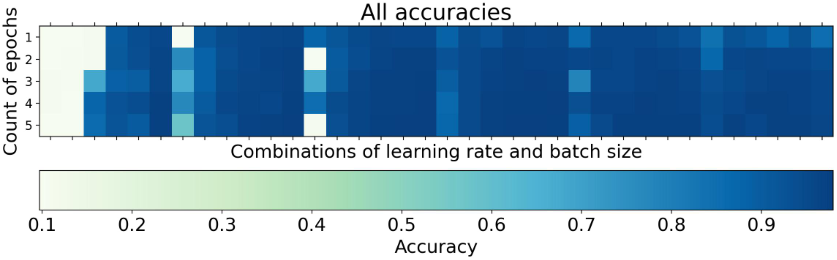 All accuracies
Count of epochs
1
2
3
4
5
Combinations of learning rate and batch size
0.1 0.2 0.3 0.4 0.5 0.6 0.7 0.8 0.9
Accuracy